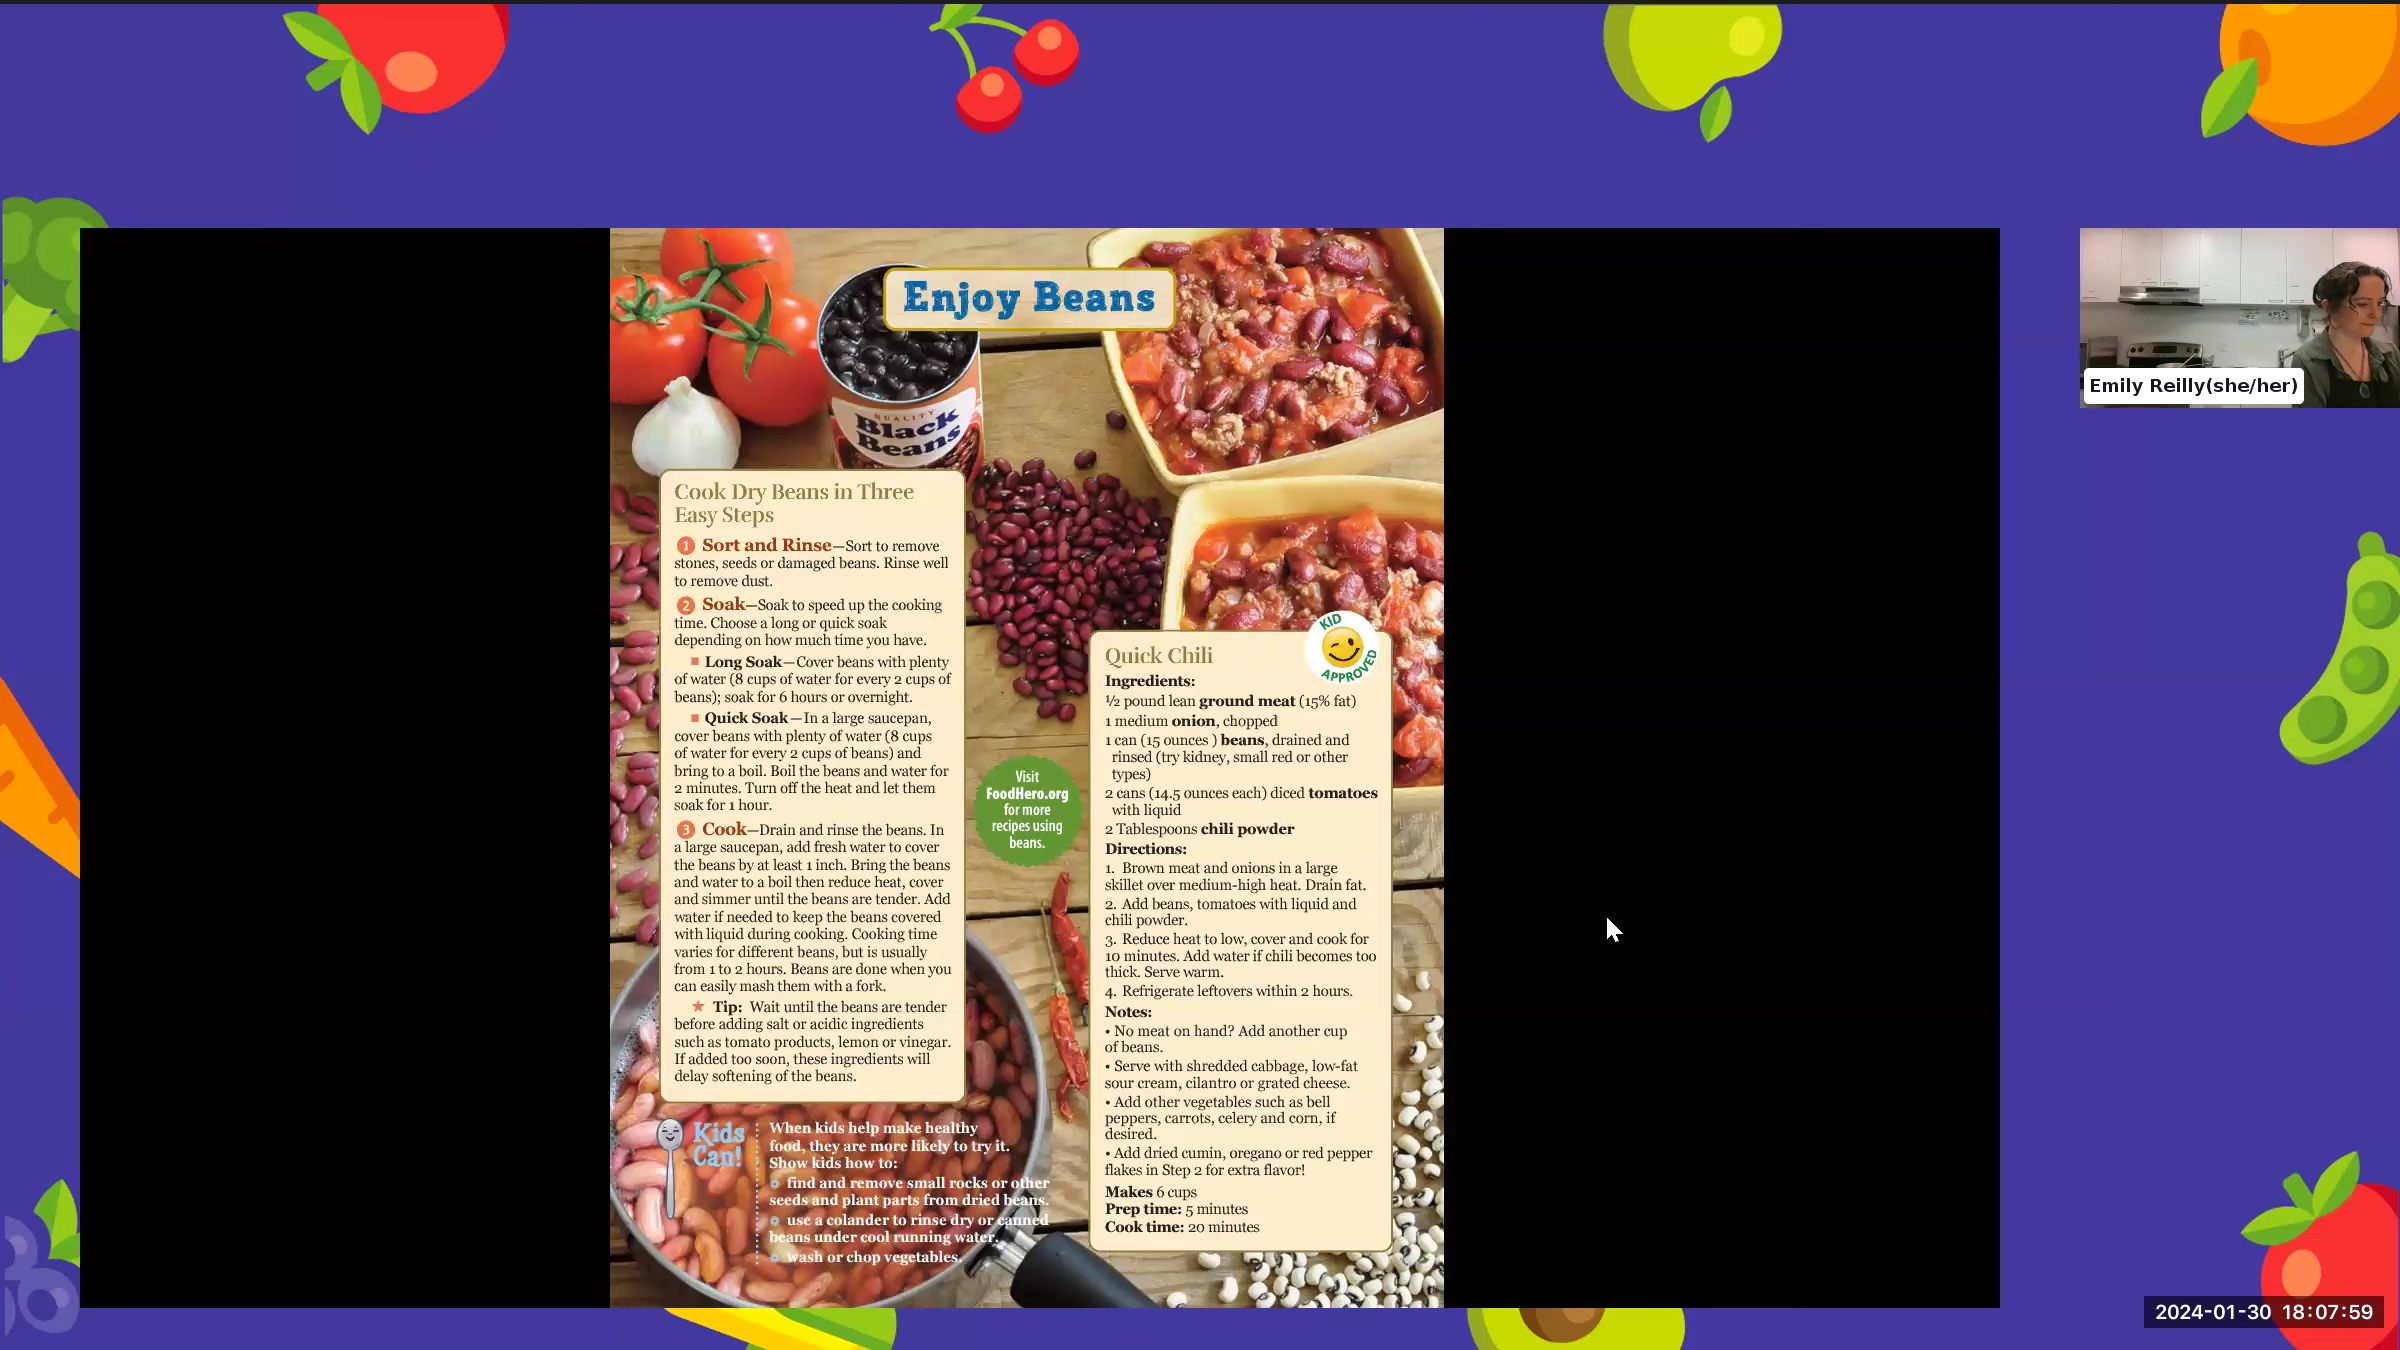 Enjoy Beans
QUALITY
Black
Beans
Cook Dry Beans in Three
Easy Steps
1 Sort and Rinse—Sort to remove
stones, seeds or damaged beans. Rinse well
to remove dust.
2 Soak—Soak to speed up the cooking
time. Choose a long or quick soak
depending on how much time you have.
■ Long Soak—Cover beans with plenty
of water (8 cups of water for every 2 cups of
beans); soak for 6 hours or overnight.
■ Quick Soak—In a large saucepan,
cover beans with plenty of water (8 cups
of water for every 2 cups of beans) and
bring to a boil. Boil the beans and water for
2 minutes. Turn off the heat and let them
soak for 1 hour.
3 Cook—Drain and rinse the beans. In
a large saucepan, add fresh water to cover
the beans by at least 1 inch. Bring the beans
and water to a boil then reduce heat, cover
and simmer until the beans are tender. Add
water if needed to keep the beans covered
with liquid during cooking. Cooking time
varies for different beans, but is usually
from 1 to 2 hours. Beans are done when you
can easily mash them with a fork.
★ Tip: Wait until the beans are tender
before adding salt or acidic ingredients
such as tomato products, lemon or vinegar.
If added too soon, these ingredients will
delay softening of the beans.
Kids
Can!
When kids help make healthy
food, they are more likely to try it.
Show kids how to:
find and remove small rocks or other
seeds and plant parts from dried beans.
use a colander to rinse dry or canned
beans under cool running water.
wash or chop vegetables.
Visit
FoodHero.org
for more
recipes using
beans.
KID
APPROVED
Quick Chili
Ingredients:
½ pound lean ground meat (15% fat)
1 medium onion, chopped
1 can (15 ounces ) beans, drained and
rinsed (try kidney, small red or other
types)
2 cans (14.5 ounces each) diced tomatoes
with liquid
2 Tablespoons chili powder
Directions:
1. Brown meat and onions in a large
skillet over medium-high heat. Drain fat.
2. Add beans, tomatoes with liquid and
chili powder.
3. Reduce heat to low, cover and cook for
10 minutes. Add water if chili becomes too
thick. Serve warm.
4. Refrigerate leftovers within 2 hours.
Notes:
• No meat on hand? Add another cup
of beans.
• Serve with shredded cabbage, low-fat
sour cream, cilantro or grated cheese.
• Add other vegetables such as bell
peppers, carrots, celery and corn, if
desired.
• Add dried cumin, oregano or red pepper
flakes in Step 2 for extra flavor!
Makes 6 cups
Prep time: 5 minutes
Cook time: 20 minutes
Emily Reilly(she/her)
2024-01-30 18:07:59